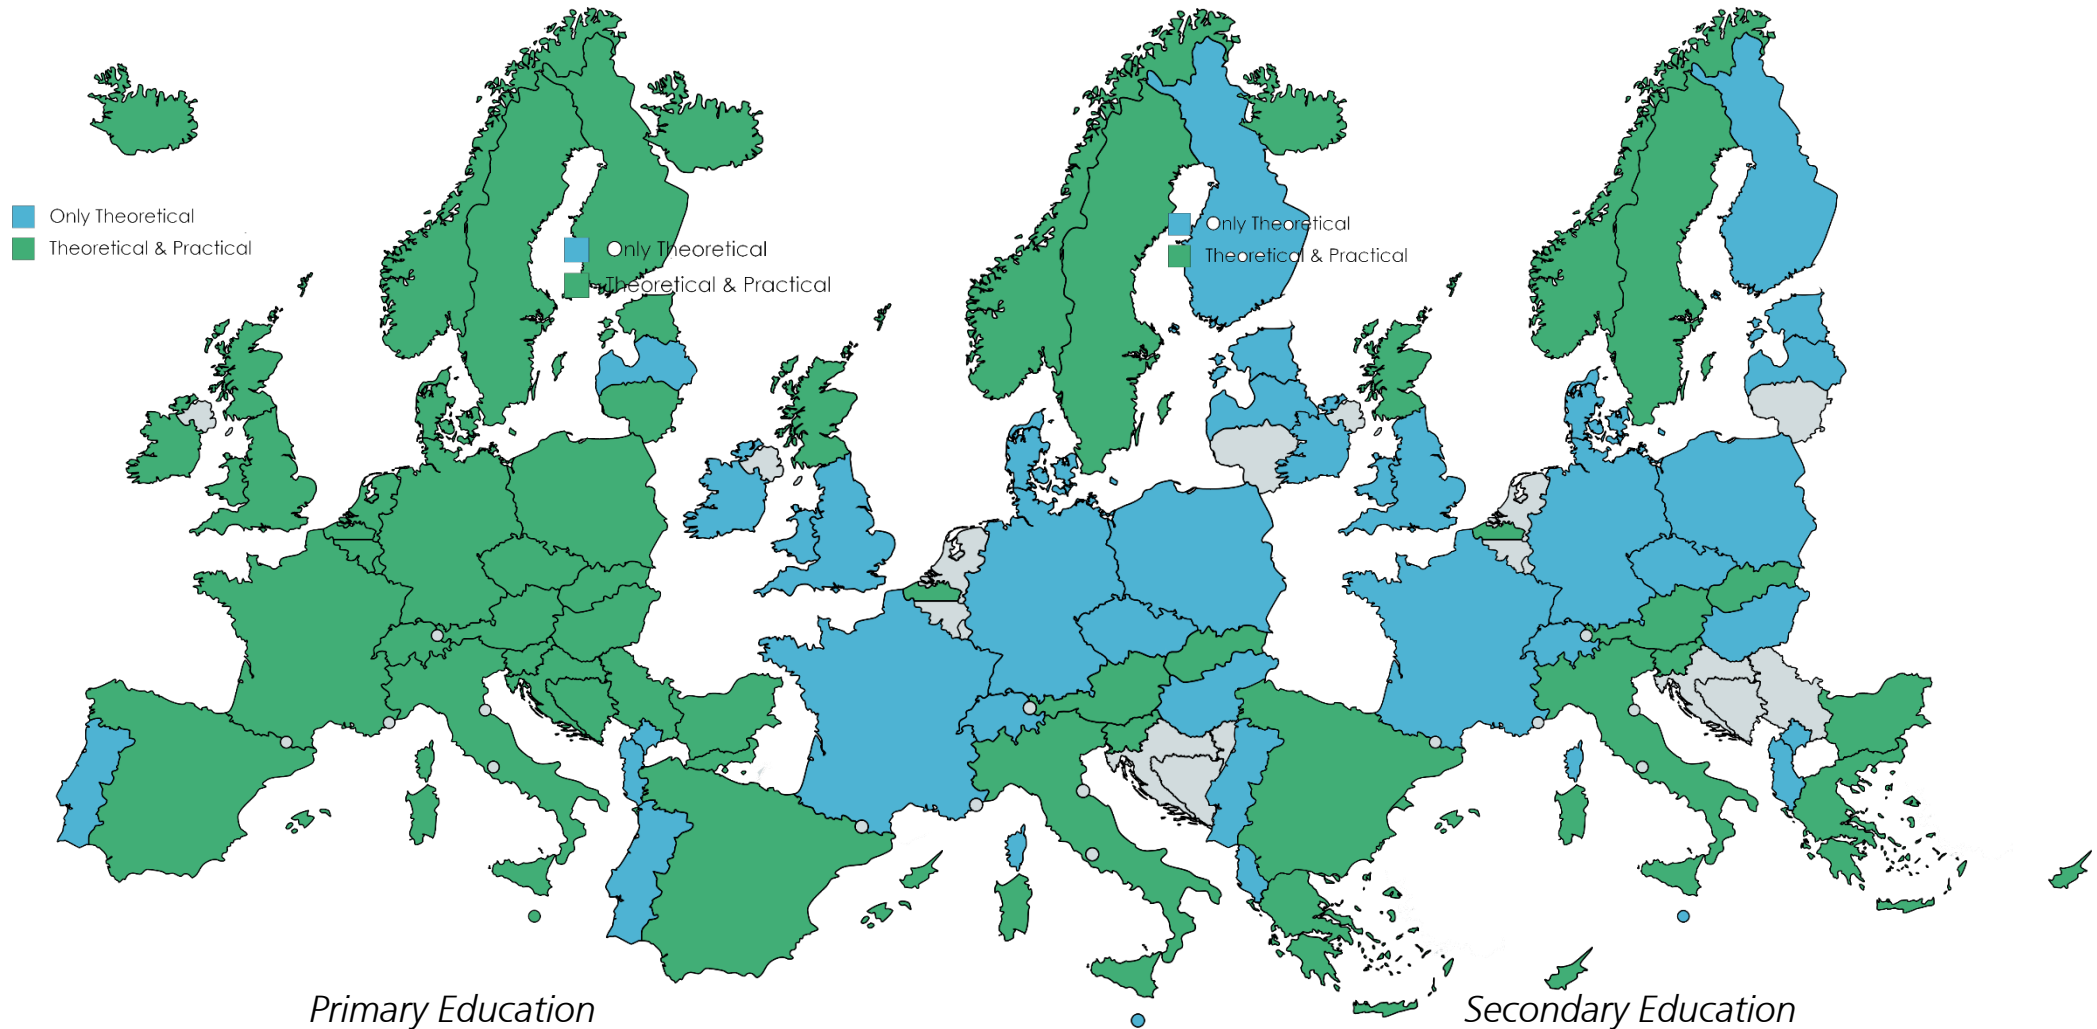 Only Theoretical
Theoretical & Practical
Only Theoretical
Theoretical & Practical
Only Theoretical
Theoretical & Practical
Primary Education
Secondary Education